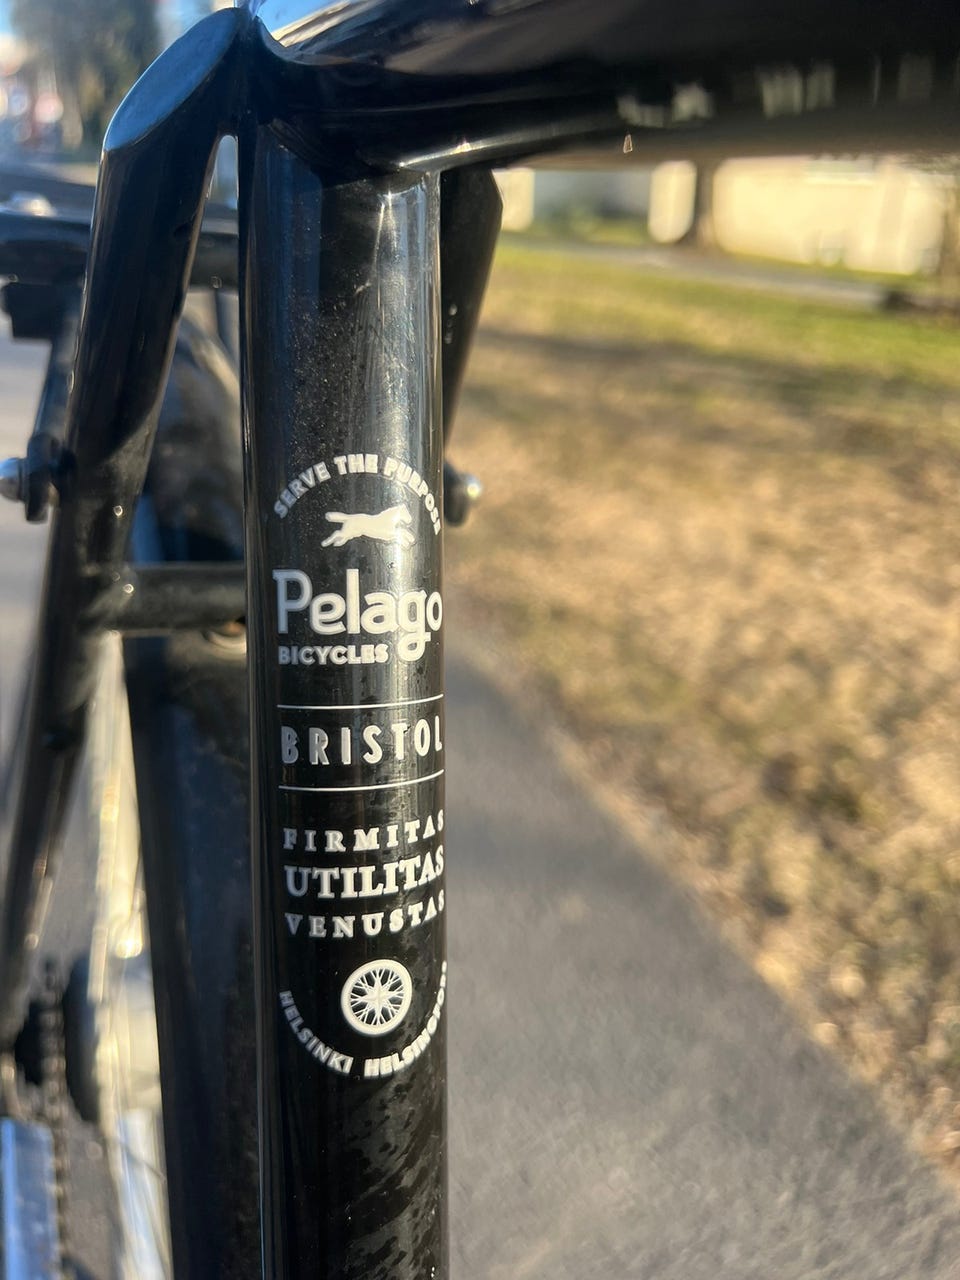 SERVE THE PURPOSE
Pelago
BICYCLES
BRISTOL
FIRMITAS
UTILITAS
VENUSTAS
HELSINKI HELSINGFORS